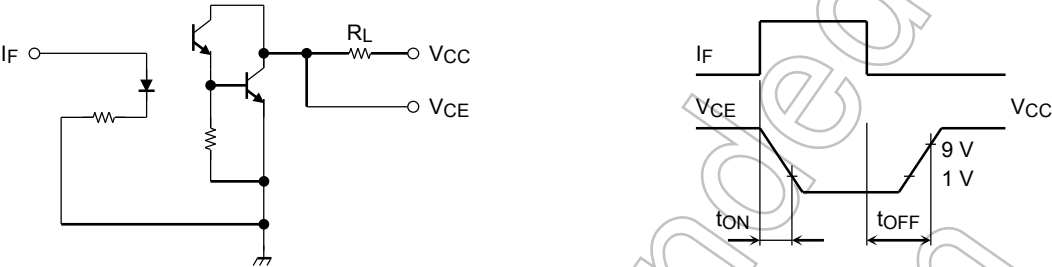 IF
RL
VCC
VCE
IF
VCE
VCC
9 V
1 V
tON
tOFF